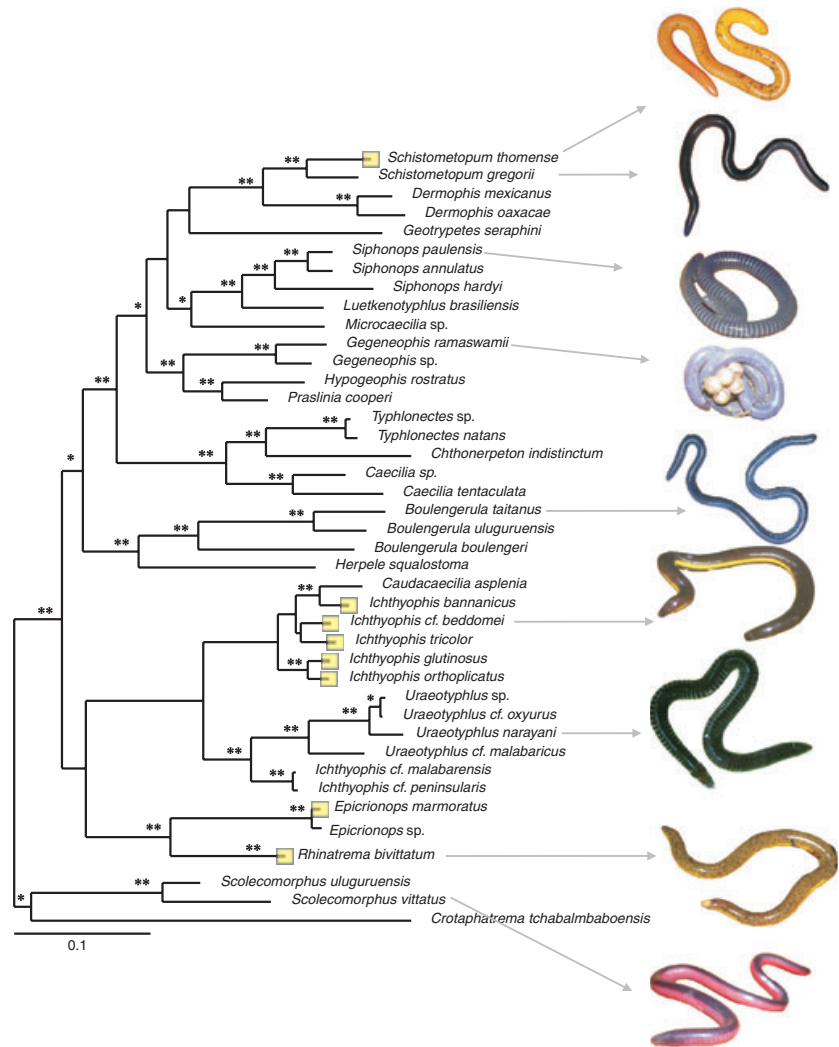 ** Schistometopum thomense
** Schistometopum gregorii
** Dermophis mexicanus
Dermophis oaxacae
Geotrypetes seraphini
** Siphonops paulensis
** Siphonops annulatus
** Siphonops hardyi
* Luetkenotyphlus brasiliensis
* Microcaecilia sp.
** Gegeneophis ramaswamii
** Gegeneophis sp.
** ** Hypogeophis rostratus
Praslinia cooperi
** Typhlonectes sp.
** Typhlonectes natans
* ** Chthonerpeton indistinctum
** Caecilia sp.
Caecilia tentaculata
** Boulengerula taitanus
** Boulengerula uluguruensis
** Boulengerula boulengeri
Herpele squalostoma
** Caudacaecilia asplenia
Ichthyophis bannanicus
** Ichthyophis cf. beddomei
Ichthyophis tricolor
** Ichthyophis glutinosus
Ichthyophis orthoplicatus
* Uraeotyphlus sp.
** Uraeotyphlus cf. oxyurus
** Uraeotyphlus narayani
** Uraeotyphlus cf. malabaricus
** Ichthyophis cf. malabarensis
Ichthyophis cf. peninsularis
** Epicrionops marmoratus
** Epicrionops sp.
** Rhinatrema bivittatum
** Scolecomorphus uluguruensis
* Scolecomorphus vittatus
Crotaphatrema tchabalmbaboensis
0.1